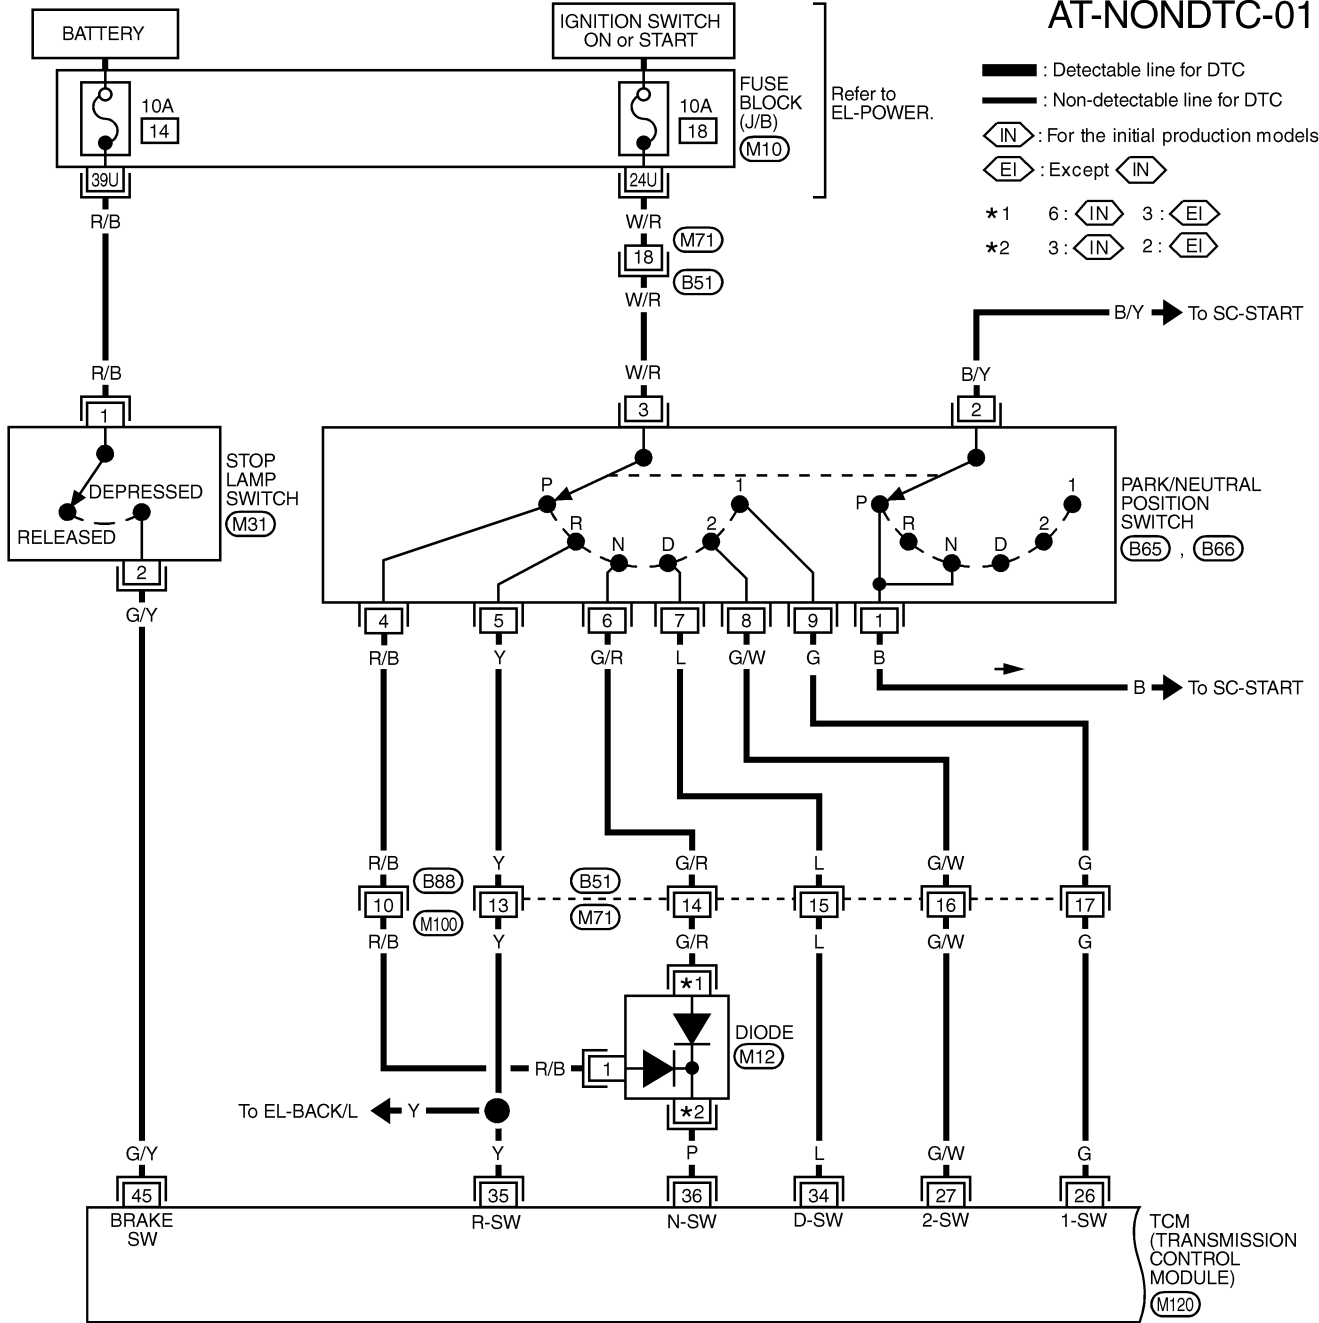 AT-NONDTC-01
BATTERY
IGNITION SWITCH
ON or START
: Detectable line for DTC
: Non-detectable line for DTC
IN : For the initial production models
EI : Except IN
*1 6 : IN 3 : EI
*2 3 : IN 2 : EI
10A
14
10A
18
FUSE
BLOCK
(J/B)
M10
Refer to
EL-POWER.
39U
24U
R/B
W/R
18
M71
B51
W/R
B/Y
To SC-START
R/B
W/R
B/Y
1
3
2
STOP
LAMP
SWITCH
M31
DEPRESSED
RELEASED
2
G/Y
P
R
N
D
2
1
P
R
N
D
2
1
PARK/NEUTRAL
POSITION
SWITCH
B65 , B66
4
5
6
7
8
9
1
R/B
Y
G/R
L
G/W
G
B
B
To SC-START
R/B
Y
G/R
L
G/W
G
B88
B51
10
13
14
15
16
17
M100
M71
R/B
Y
G/R
L
G/W
G
*1
DIODE
M12
R/B
1
*2
To EL-BACK/L
Y
G/Y
Y
P
L
G/W
G
45
35
36
34
27
26
BRAKE
SW
R-SW
N-SW
D-SW
2-SW
1-SW
TCM
(TRANSMISSION
CONTROL
MODULE)
M120